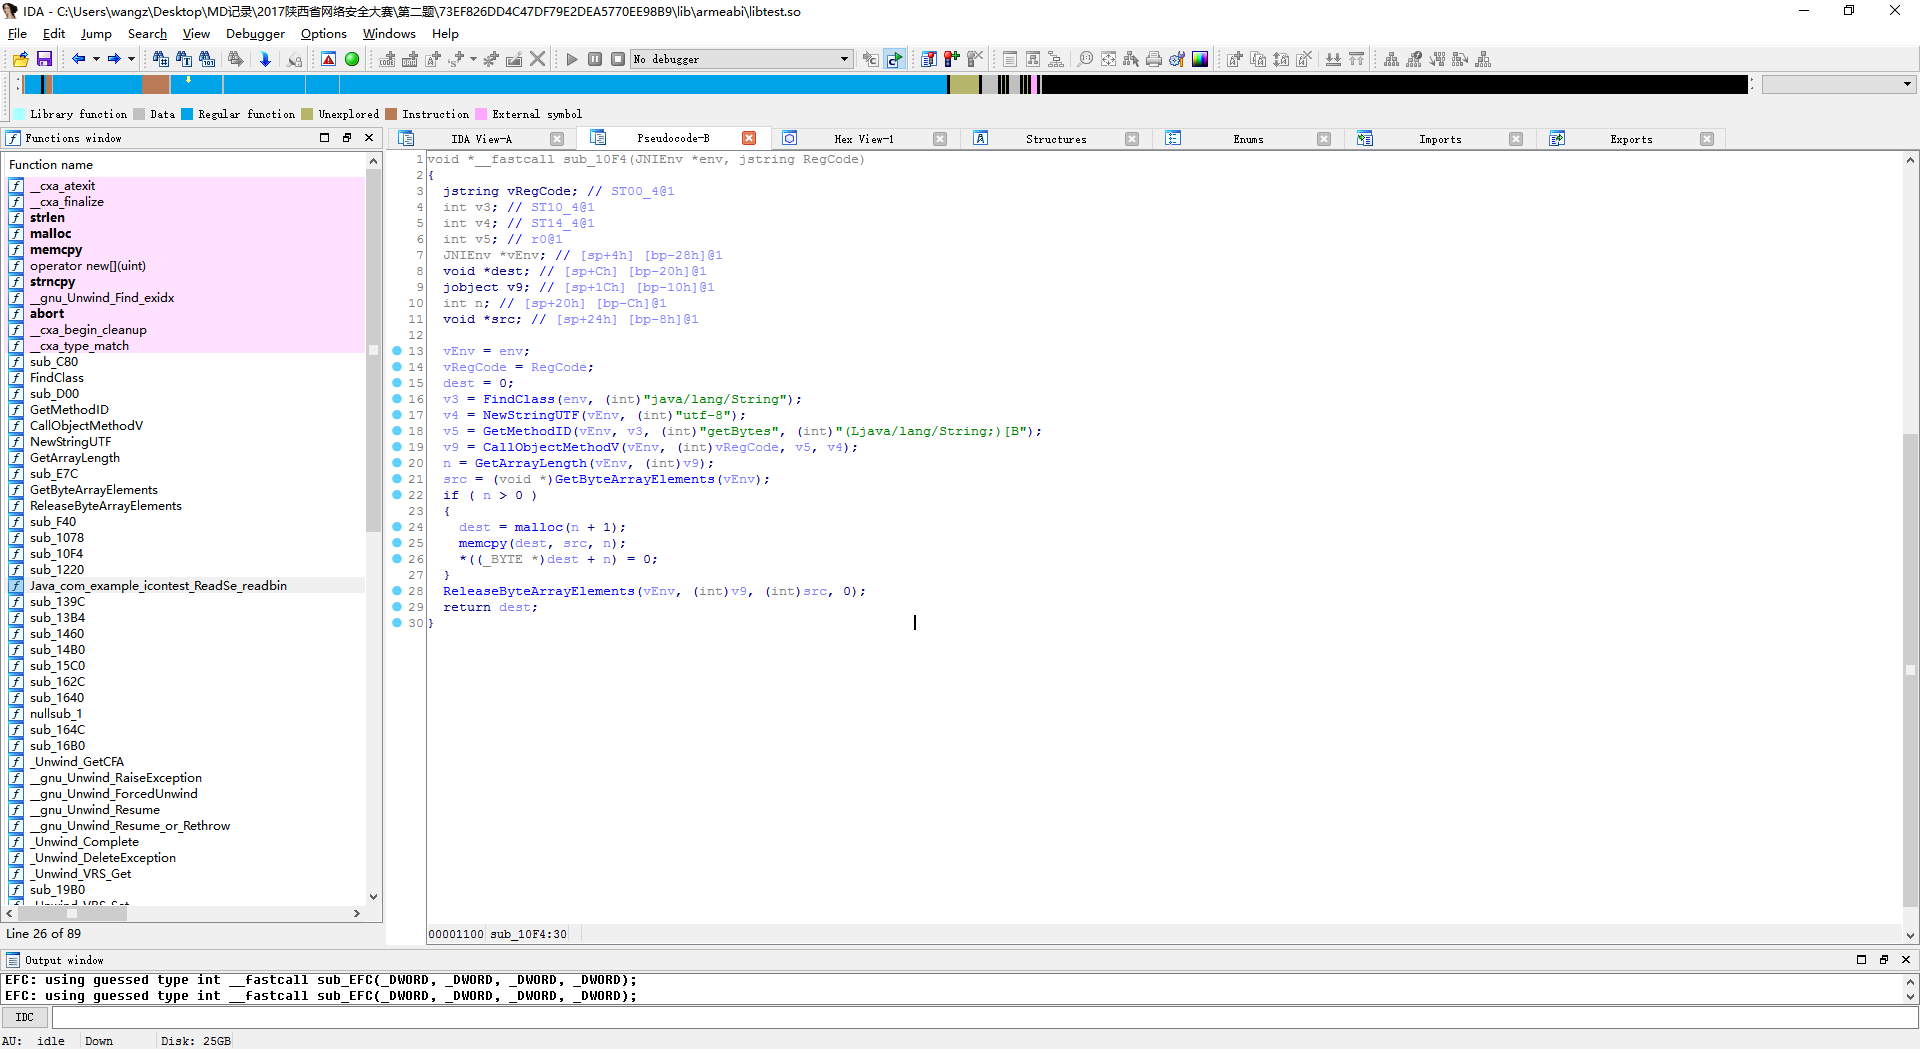 IDA - C:\Users\wangz\Desktop\MD记录\2017陕西省网络安全大赛\第二题\73EF826DD4C47DF79E2DEA5770EE98B9\lib\armeabi\libtest.so
File Edit Jump Search View Debugger Options Windows Help
No debugger
Library function Data Regular function Unexplored Instruction External symbol
Functions window
IDA View-A Pseudocode-B Hex View-1 Structures Enums Imports Exports
Function name
__cxa_atexit
__cxa_finalize
strlen
malloc
memcpy
operator new[](uint)
strncpy
__gnu_Unwind_Find_exidx
abort
__cxa_begin_cleanup
__cxa_type_match
sub_C80
FindClass
sub_D00
GetMethodID
CallObjectMethodV
NewStringUTF
GetArrayLength
sub_E7C
GetByteArrayElements
ReleaseByteArrayElements
sub_F40
sub_1078
sub_10F4
sub_1220
Java_com_example_icontest_ReadSe_readbin
sub_139C
sub_13B4
sub_1460
sub_14B0
sub_15C0
sub_162C
sub_1640
nullsub_1
sub_164C
sub_16B0
_Unwind_GetCFA
__gnu_Unwind_RaiseException
__gnu_Unwind_ForcedUnwind
__gnu_Unwind_Resume
__gnu_Unwind_Resume_or_Rethrow
_Unwind_Complete
_Unwind_DeleteException
_Unwind_VRS_Get
sub_19B0
_Unwind_VRS_Set
Line 26 of 89
1 void *__fastcall sub_10F4(JNIEnv *env, jstring RegCode)
2 {
3 jstring vRegCode; // ST00_4@1
4 int v3; // ST10_4@1
5 int v4; // ST14_4@1
6 int v5; // r0@1
7 JNIEnv *vEnv; // [sp+4h] [bp-28h]@1
8 void *dest; // [sp+Ch] [bp-20h]@1
9 jobject v9; // [sp+1Ch] [bp-10h]@1
10 int n; // [sp+20h] [bp-Ch]@1
11 void *src; // [sp+24h] [bp-8h]@1
12
13 vEnv = env;
14 vRegCode = RegCode;
15 dest = 0;
16 v3 = FindClass(env, (int)"java/lang/String");
17 v4 = NewStringUTF(vEnv, (int)"utf-8");
18 v5 = GetMethodID(vEnv, v3, (int)"getBytes", (int)"(Ljava/lang/String;)[B");
19 v9 = CallObjectMethodV(vEnv, (int)vRegCode, v5, v4);
20 n = GetArrayLength(vEnv, (int)v9);
21 src = (void *)GetByteArrayElements(vEnv);
22 if ( n > 0 )
23 {
24 dest = malloc(n + 1);
25 memcpy(dest, src, n);
26 *((_BYTE *)dest + n) = 0;
27 }
28 ReleaseByteArrayElements(vEnv, (int)v9, (int)src, 0);
29 return dest;
30 }
00001100 sub_10F4:30
Output window
EFC: using guessed type int __fastcall sub_EFC(_DWORD, _DWORD, _DWORD, _DWORD);
EFC: using guessed type int __fastcall sub_EFC(_DWORD, _DWORD, _DWORD, _DWORD);
IDC
AU: idle Down Disk: 25GB